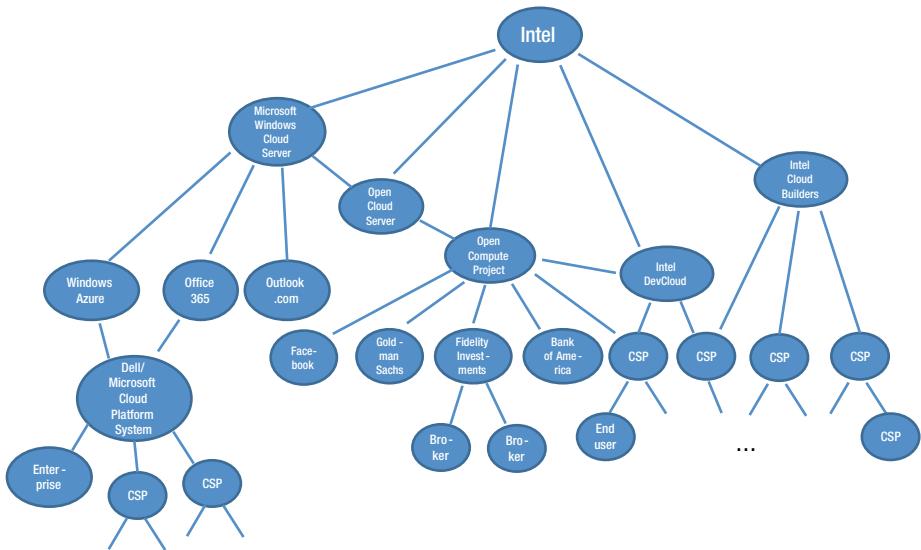 Intel
Microsoft
Windows
Cloud
Server
Open
Cloud
Server
Intel
Cloud
Builders
Open
Compute
Project
Intel
DevCloud
Windows
Azure
Office
365
Outlook
.com
Face-
book
Gold -
man
Sachs
Fidelity
Invest -
ments
Bank
of Ame -
rica
CSP
CSP
CSP
CSP
Dell/
Microsoft
Cloud
Platform
System
Bro -
ker
Bro -
ker
End
user
...
CSP
Enter -
prise
CSP
CSP